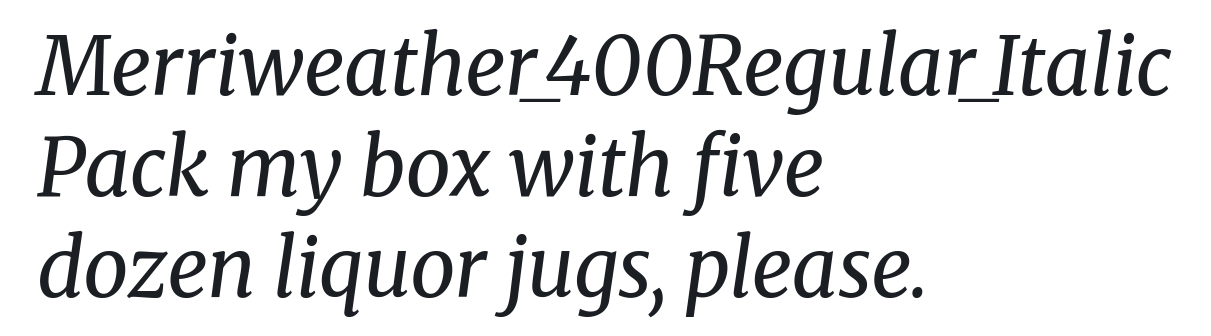 Merriweather_400Regular_Italic
Pack my box with five
dozen liquor jugs, please.